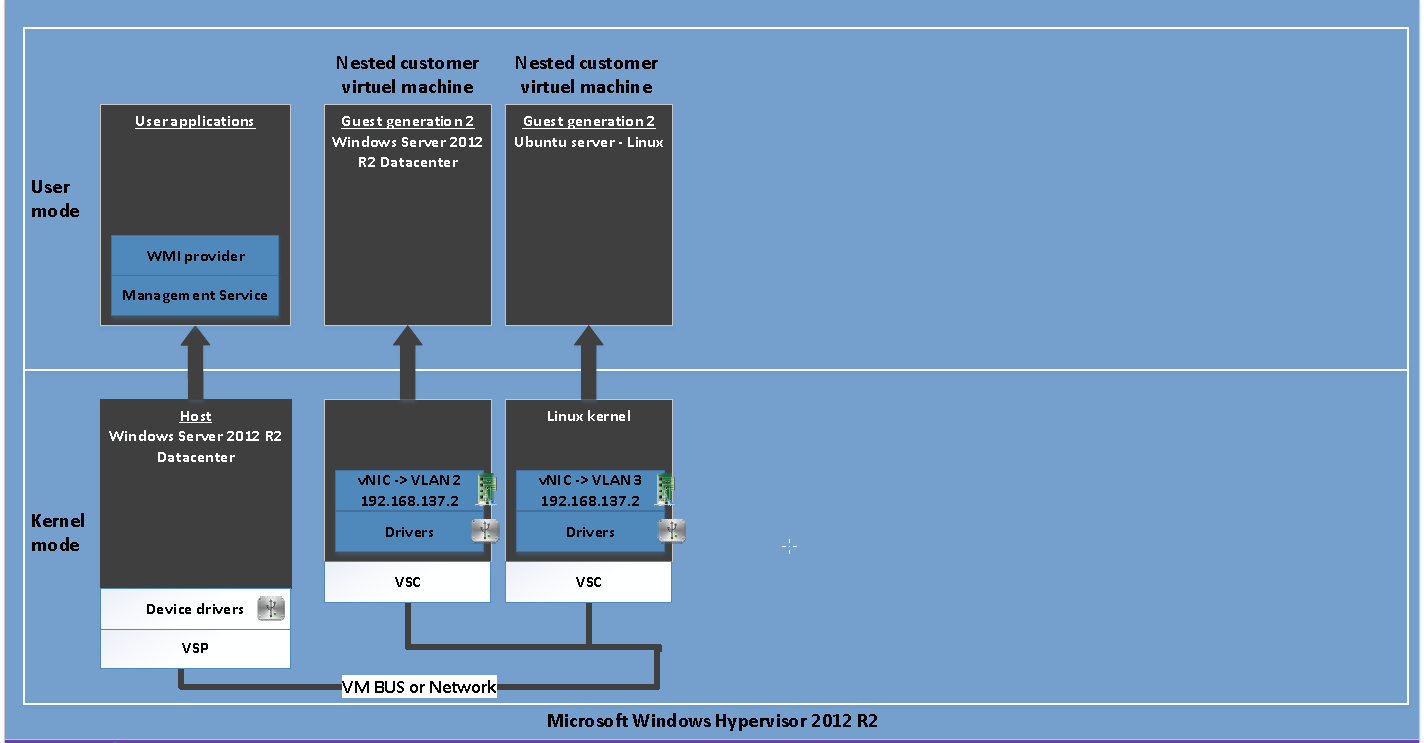 Nested customer
virtuel machine
Nested customer
virtuel machine
User applications
Guest generation 2
Windows Server 2012
R2 Datacenter
Guest generation 2
Ubuntu server - Linux
User
mode
WMI provider
Management Service
Host
Windows Server 2012 R2
Datacenter
Linux kernel
vNIC -> VLAN 2
192.168.137.2
vNIC -> VLAN 3
192.168.137.2
Kernel
mode
Drivers
Drivers
VSC
VSC
Device drivers
VSP
VM BUS or Network
Microsoft Windows Hypervisor 2012 R2